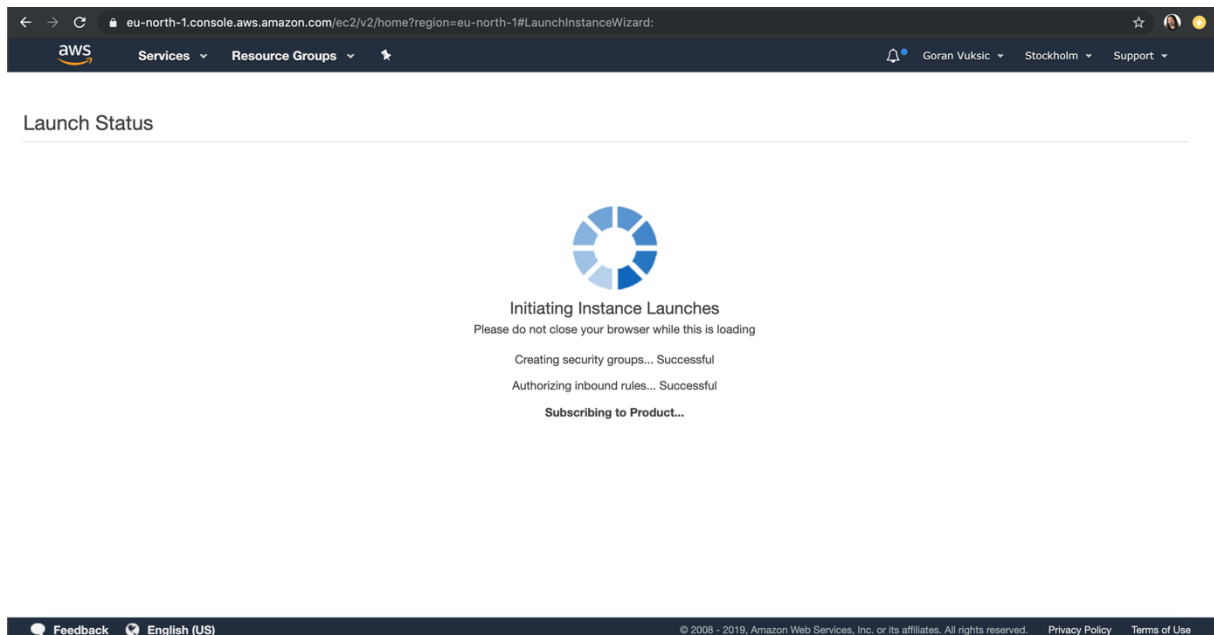 eu-north-1.console.aws.amazon.com/ec2/v2/home?region=eu-north-1#LaunchInstanceWizard:
aws Services Resource Groups Goran Vuksic Stockholm Support
Launch Status
Initiating Instance Launches
Please do not close your browser while this is loading
Creating security groups... Successful
Authorizing inbound rules... Successful
Subscribing to Product...
Feedback English (US) © 2008 - 2019, Amazon Web Services, Inc. or its affiliates. All rights reserved. Privacy Policy Terms of Use